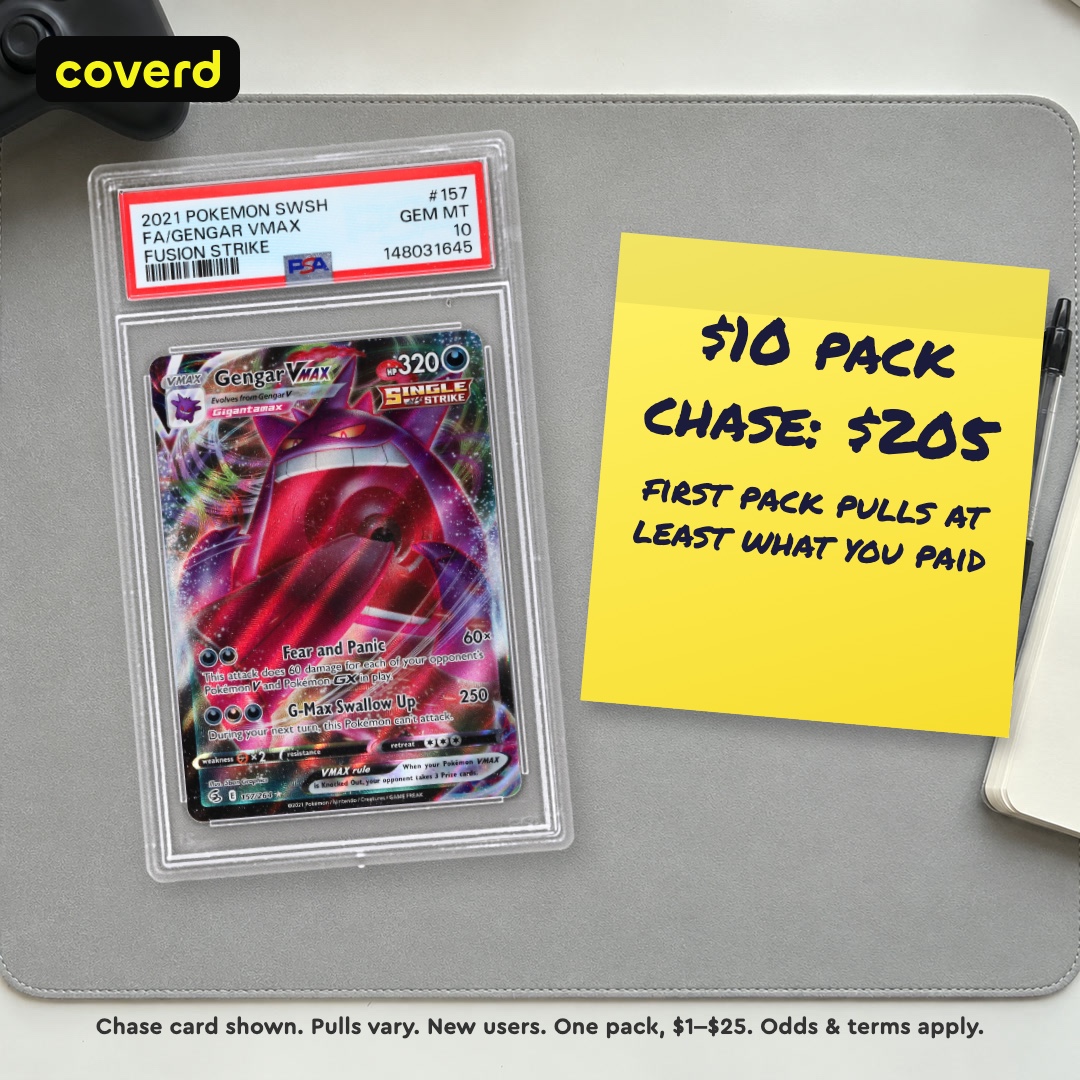 coverd
2021 POKEMON SWSH
#157
FA/GENGAR VMAX
GEM MT
FUSION STRIKE
10
148031645
PSA
VMAX
Gengar VMAX
HP 320
Evolves from Gengar V
Gigantamax
SINGLE
STRIKE
Fear and Panic
60×
This attack does 60 damage for each of your opponent's
Pokémon V and Pokémon-GX in play.
G-Max Swallow Up
250
During your next turn, this Pokémon can't attack.
weakness ×2
resistance
retreat
VMAX rule
When your Pokémon VMAX
is Knocked Out, your opponent takes 3 Prize cards.
E 157/264
©2021 Pokémon / Nintendo / Creatures / GAME FREAK
$10 PACK
CHASE: $205
FIRST PACK PULLS AT
LEAST WHAT YOU PAID
Chase card shown. Pulls vary. New users. One pack, $1–$25. Odds & terms apply.